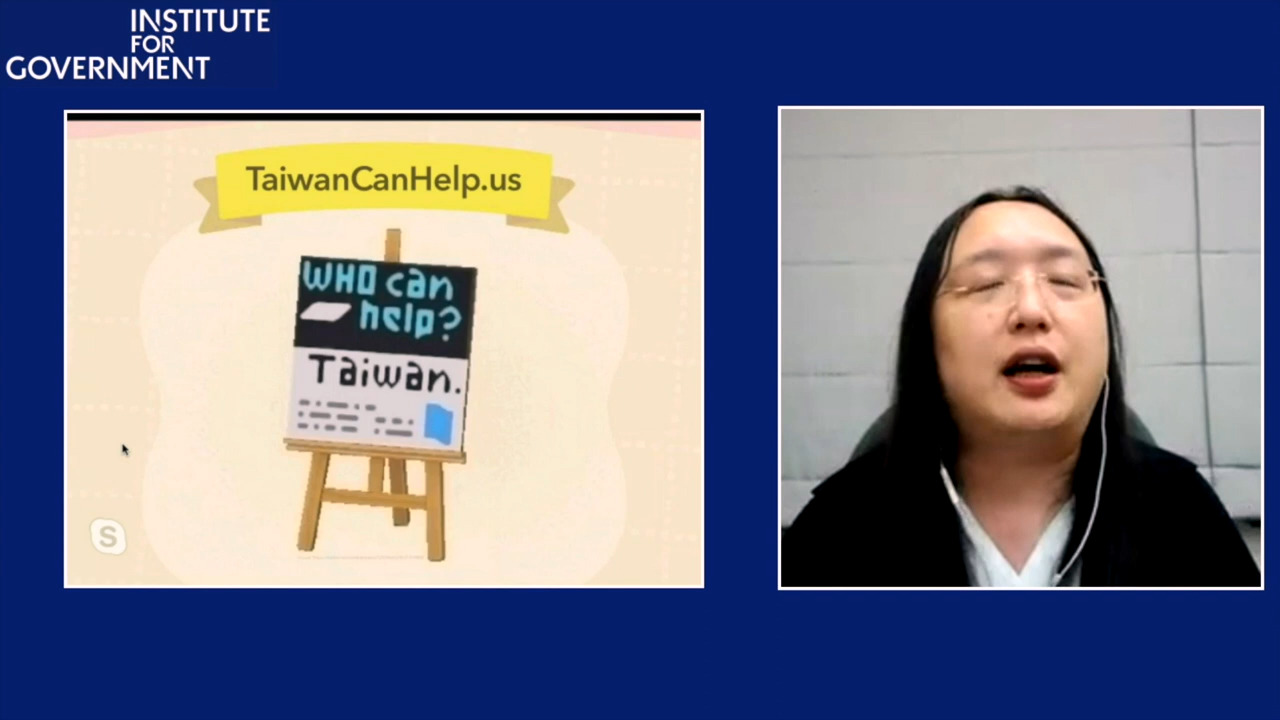 INSTITUTE
FOR
GOVERNMENT
TaiwanCanHelp.us
WHO can
help?
Taiwan.
S